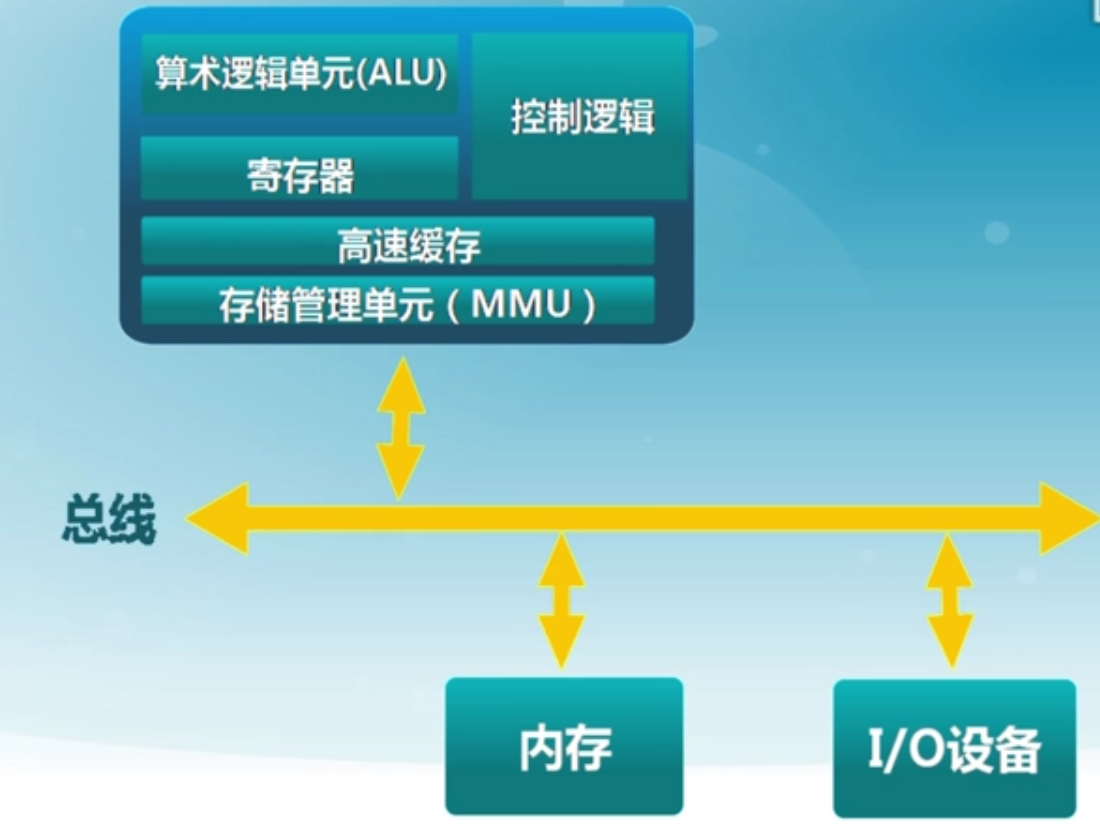 算术逻辑单元(ALU)
控制逻辑
寄存器
高速缓存
存储管理单元（MMU）
总线
内存
I/O设备